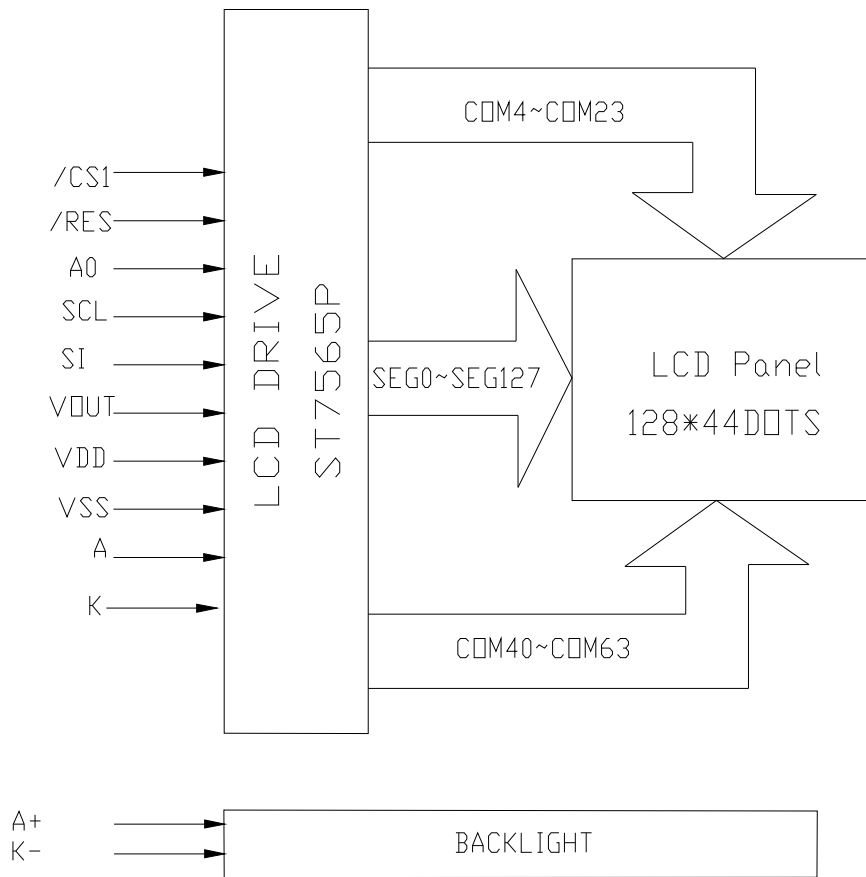 /CS1
/RES
A0
SCL
SI
VOUT
VDD
VSS
A
K
LCD DRIVE
ST7565P
COM4~COM23
SEG0~SEG127
COM40~COM63
LCD Panel
128*44DOTS
A+
K-
BACKLIGHT